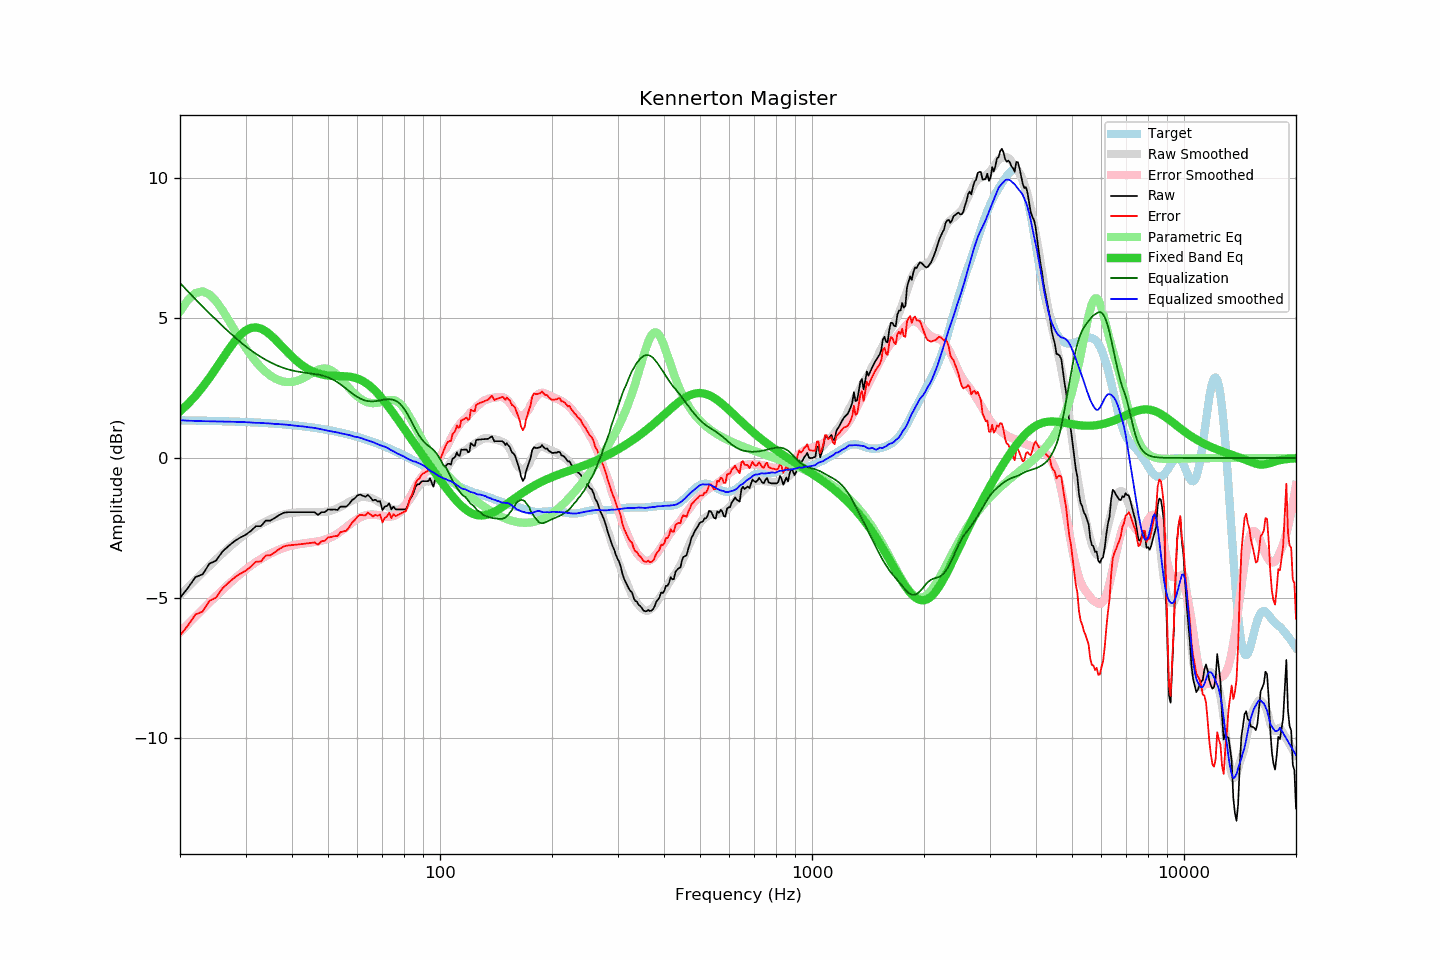 Kennerton Magister
Amplitude (dBr)
10
5
0
−5
−10
Target
Raw Smoothed
Error Smoothed
Raw
Error
Parametric Eq
Fixed Band Eq
Equalization
Equalized smoothed
100
1000
10000
Frequency (Hz)